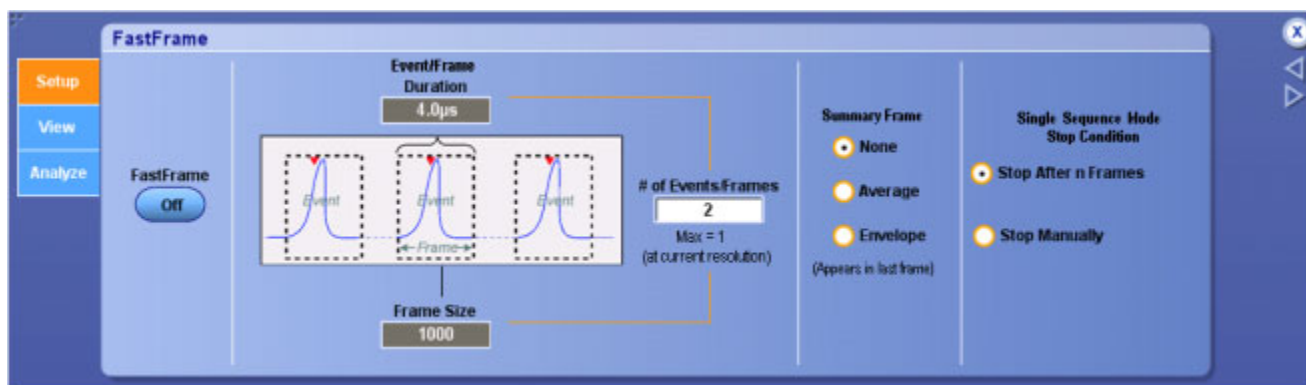 FastFrame
Setup
View
Analyze
FastFrame
Off
Event/Frame
Duration
4.0µs
Event
Event
Event
Frame
Frame Size
1000
# of Events/Frames
2
Max = 1
(at current resolution)
Summary Frame
None
Average
Envelope
(Appears in last frame)
Single Sequence Mode
Stop Condition
Stop After n Frames
Stop Manually
X